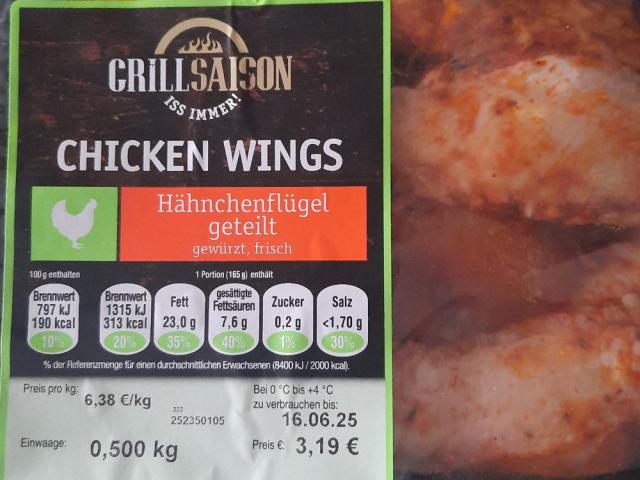 GRILLSAISON
ISS IMMER!
CHICKEN WINGS
Hähnchenflügel
geteilt
gewürzt, frisch
100 g enthalten
1 Portion (165 g) enthält
Brennwert
797 kJ
190 kcal
10%
Brennwert
1315 kJ
313 kcal
20%
Fett
23,0 g
35%
gesättigte
Fettsäuren
7,6 g
40%
Zucker
0,2 g
1%
Salz
<1,70 g
30%
% der Referenzmenge für einen durchschnittlichen Erwachsenen (8400 kJ / 2000 kcal).
Preis pro kg:
6,38 €/kg
222
252350105
Bei 0 °C bis +4 °C
zu verbrauchen bis:
16.06.25
Einwaage:
0,500 kg
Preis €: 3,19 €